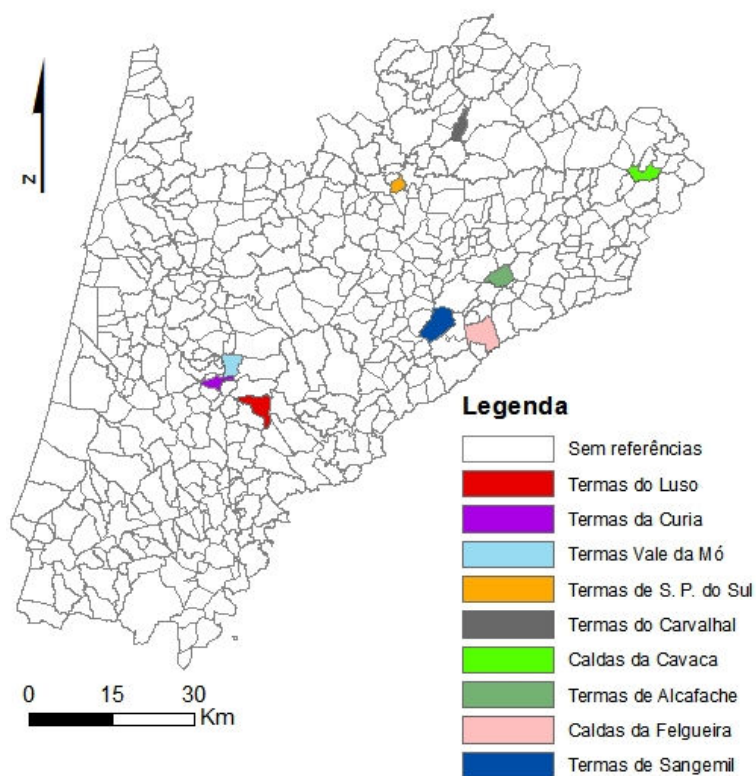 N
Legenda
Sem referências
Termas do Luso
Termas da Curia
Termas Vale da Mó
Termas de S. P. do Sul
Termas do Carvalhal
Caldas da Cavaca
Termas de Alcafache
Caldas da Felgueira
Termas de Sangemil
0 15 30
Km